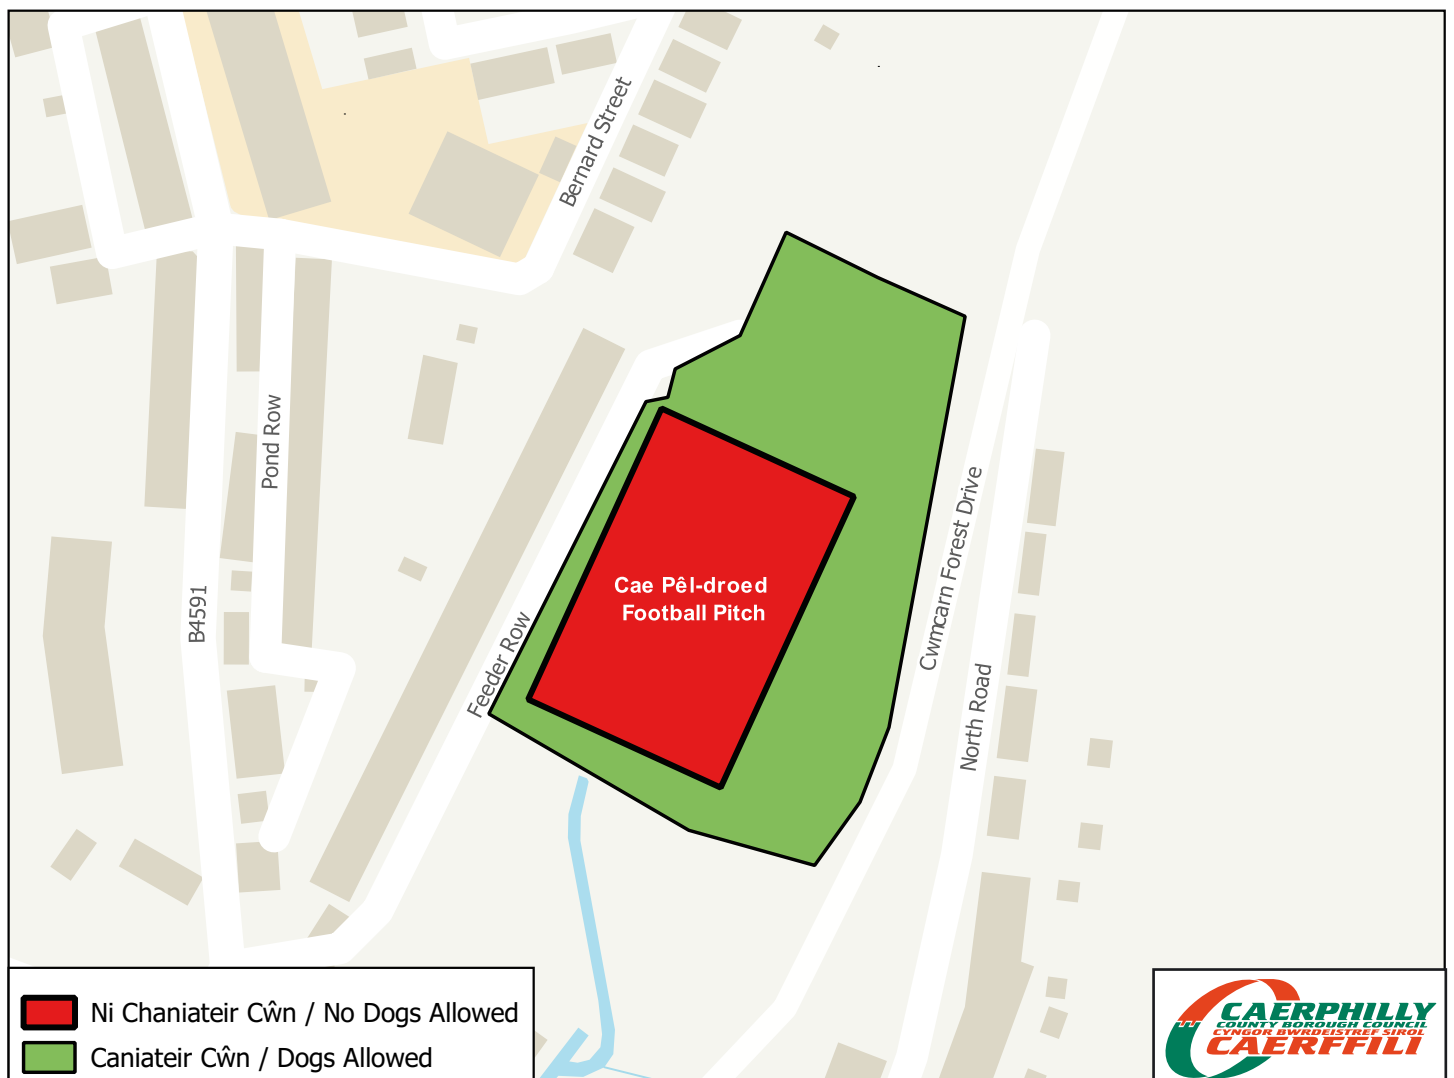 Bernard Street
Pond Row
B4591
Feeder Row
Cwmcarn Forest Drive
North Road
Cae Pêl-droed
Football Pitch
Ni Chaniateir Cŵn / No Dogs Allowed
Caniateir Cŵn / Dogs Allowed
CAERPHILLY
COUNTY BOROUGH COUNCIL
CYNGOR BWRDEISTREF SIROL
CAERFFILI